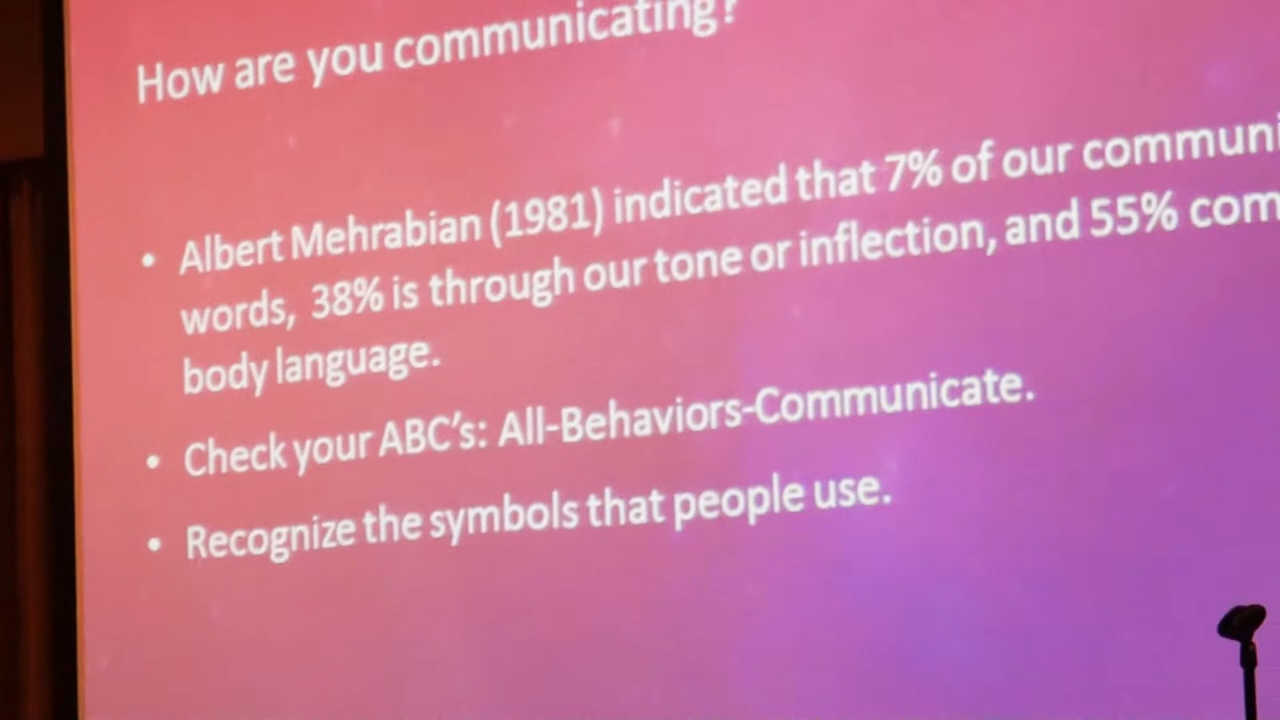 How are you communicating?
• Albert Mehrabian (1981) indicated that 7% of our communi
words, 38% is through our tone or inflection, and 55% com
body language.
• Check your ABC's: All-Behaviors-Communicate.
• Recognize the symbols that people use.